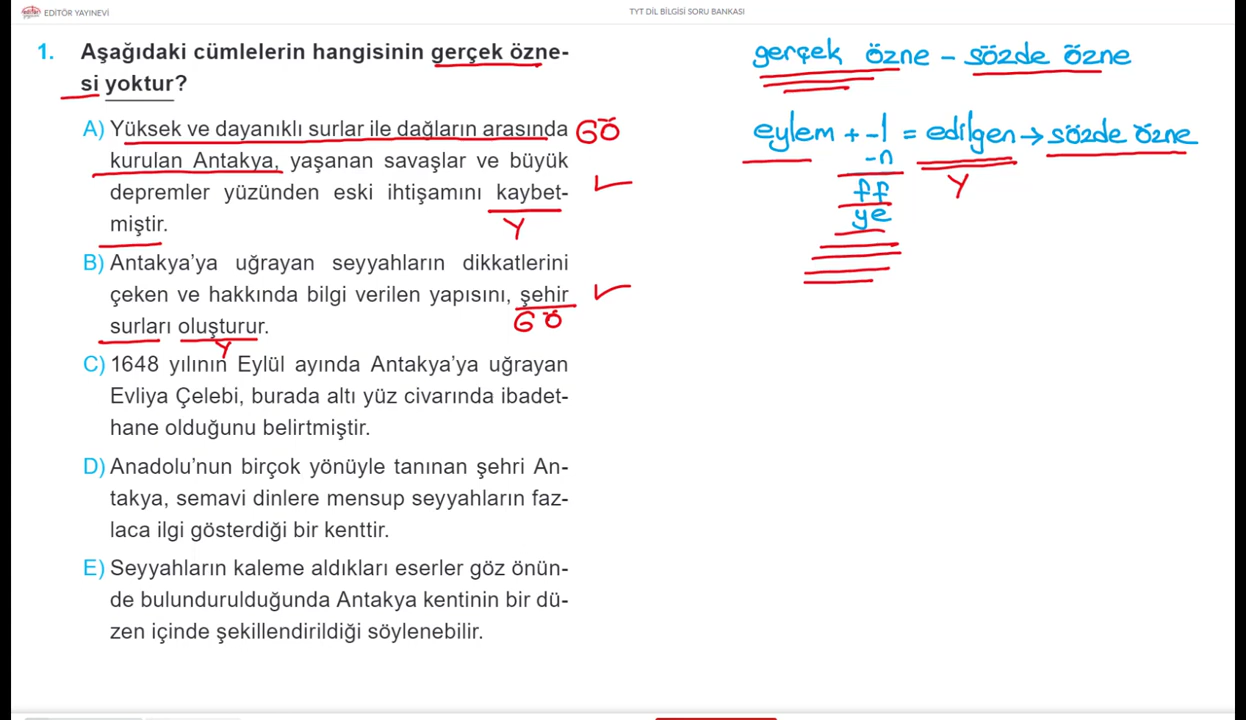 EDİTÖR YAYINEVİ
TYT DİL BİLGİSİ SORU BANKASI
1. Aşağıdaki cümlelerin hangisinin gerçek özne-
si yoktur?
A) Yüksek ve dayanıklı surlar ile dağların arasında GÖ
kurulan Antakya, yaşanan savaşlar ve büyük
depremler yüzünden eski ihtişamını kaybet-
Y
miştir.
B) Antakya'ya uğrayan seyyahların dikkatlerini
çeken ve hakkında bilgi verilen yapısını, şehir
GÖ
surları oluşturur.
Y
C) 1648 yılının Eylül ayında Antakya'ya uğrayan
Evliya Çelebi, burada altı yüz civarında ibadet-
hane olduğunu belirtmiştir.
D) Anadolu'nun birçok yönüyle tanınan şehri An-
takya, semavi dinlere mensup seyyahların faz-
laca ilgi gösterdiği bir kenttir.
E) Seyyahların kaleme aldıkları eserler göz önün-
de bulundurulduğunda Antakya kentinin bir dü-
zen içinde şekillendirildiği söylenebilir.
gerçek özne - sözde özne
eylem + -l = edilgen → sözde özne
-n
Y
ff
ye